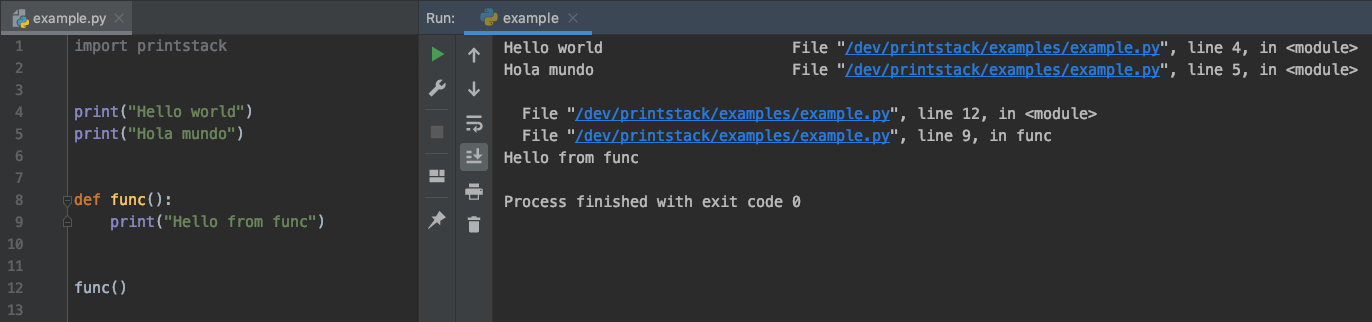 example.py
1 import printstack
2
3
4 print("Hello world")
5 print("Hola mundo")
6
7
8 def func():
9     print("Hello from func")
10
11
12 func()
13
Run: example
Hello world                     File "/dev/printstack/examples/example.py", line 4, in <module>
Hola mundo                      File "/dev/printstack/examples/example.py", line 5, in <module>
  File "/dev/printstack/examples/example.py", line 12, in <module>
  File "/dev/printstack/examples/example.py", line 9, in func
Hello from func
Process finished with exit code 0